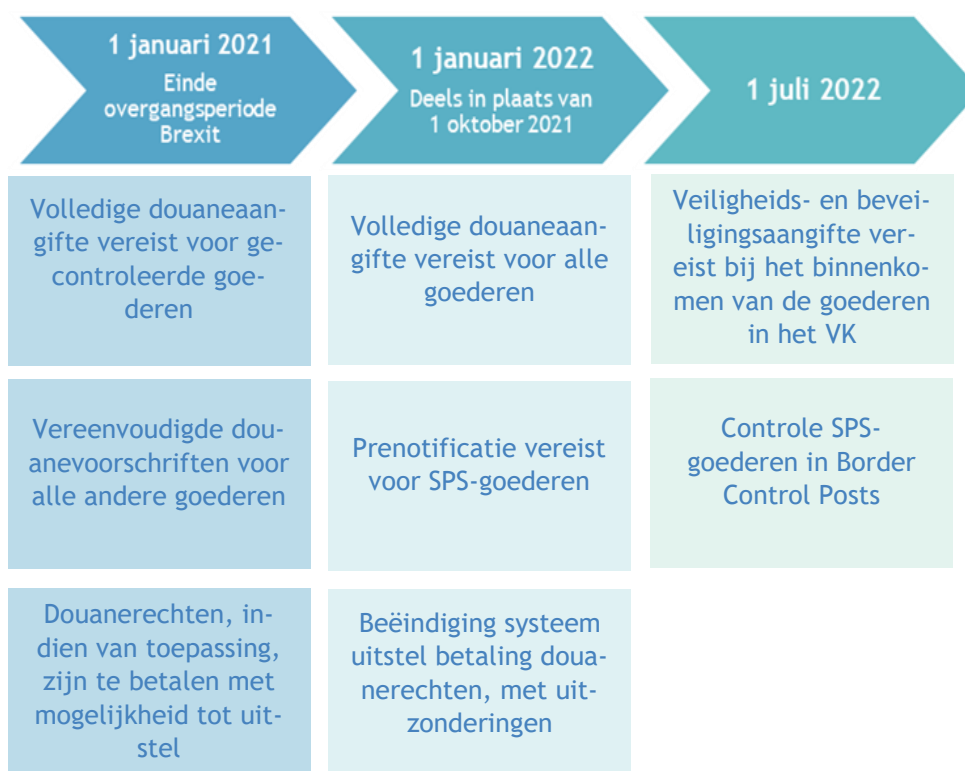 1 januari 2021
Einde
overgangsperiode
Brexit
1 januari 2022
Deels in plaats van
1 oktober 2021
1 juli 2022
Volledige douaneaan-
gifte vereist voor ge-
controleerde goe-
deren
Volledige douaneaan-
gifte vereist voor alle
goederen
Veiligheids- en bevei-
ligingsaangifte ver-
eist bij het binnenko-
men van de goederen
in het VK
Vereenvoudigde dou-
anevoorschriften voor
alle andere goederen
Prenotificatie vereist
voor SPS-goederen
Controle SPS-
goederen in Border
Control Posts
Douanerechten, in-
dien van toepassing,
zijn te betalen met
mogelijkheid tot uit-
stel
Beëindiging systeem
uitstel betaling doua-
nerechten, met uit-
zonderingen